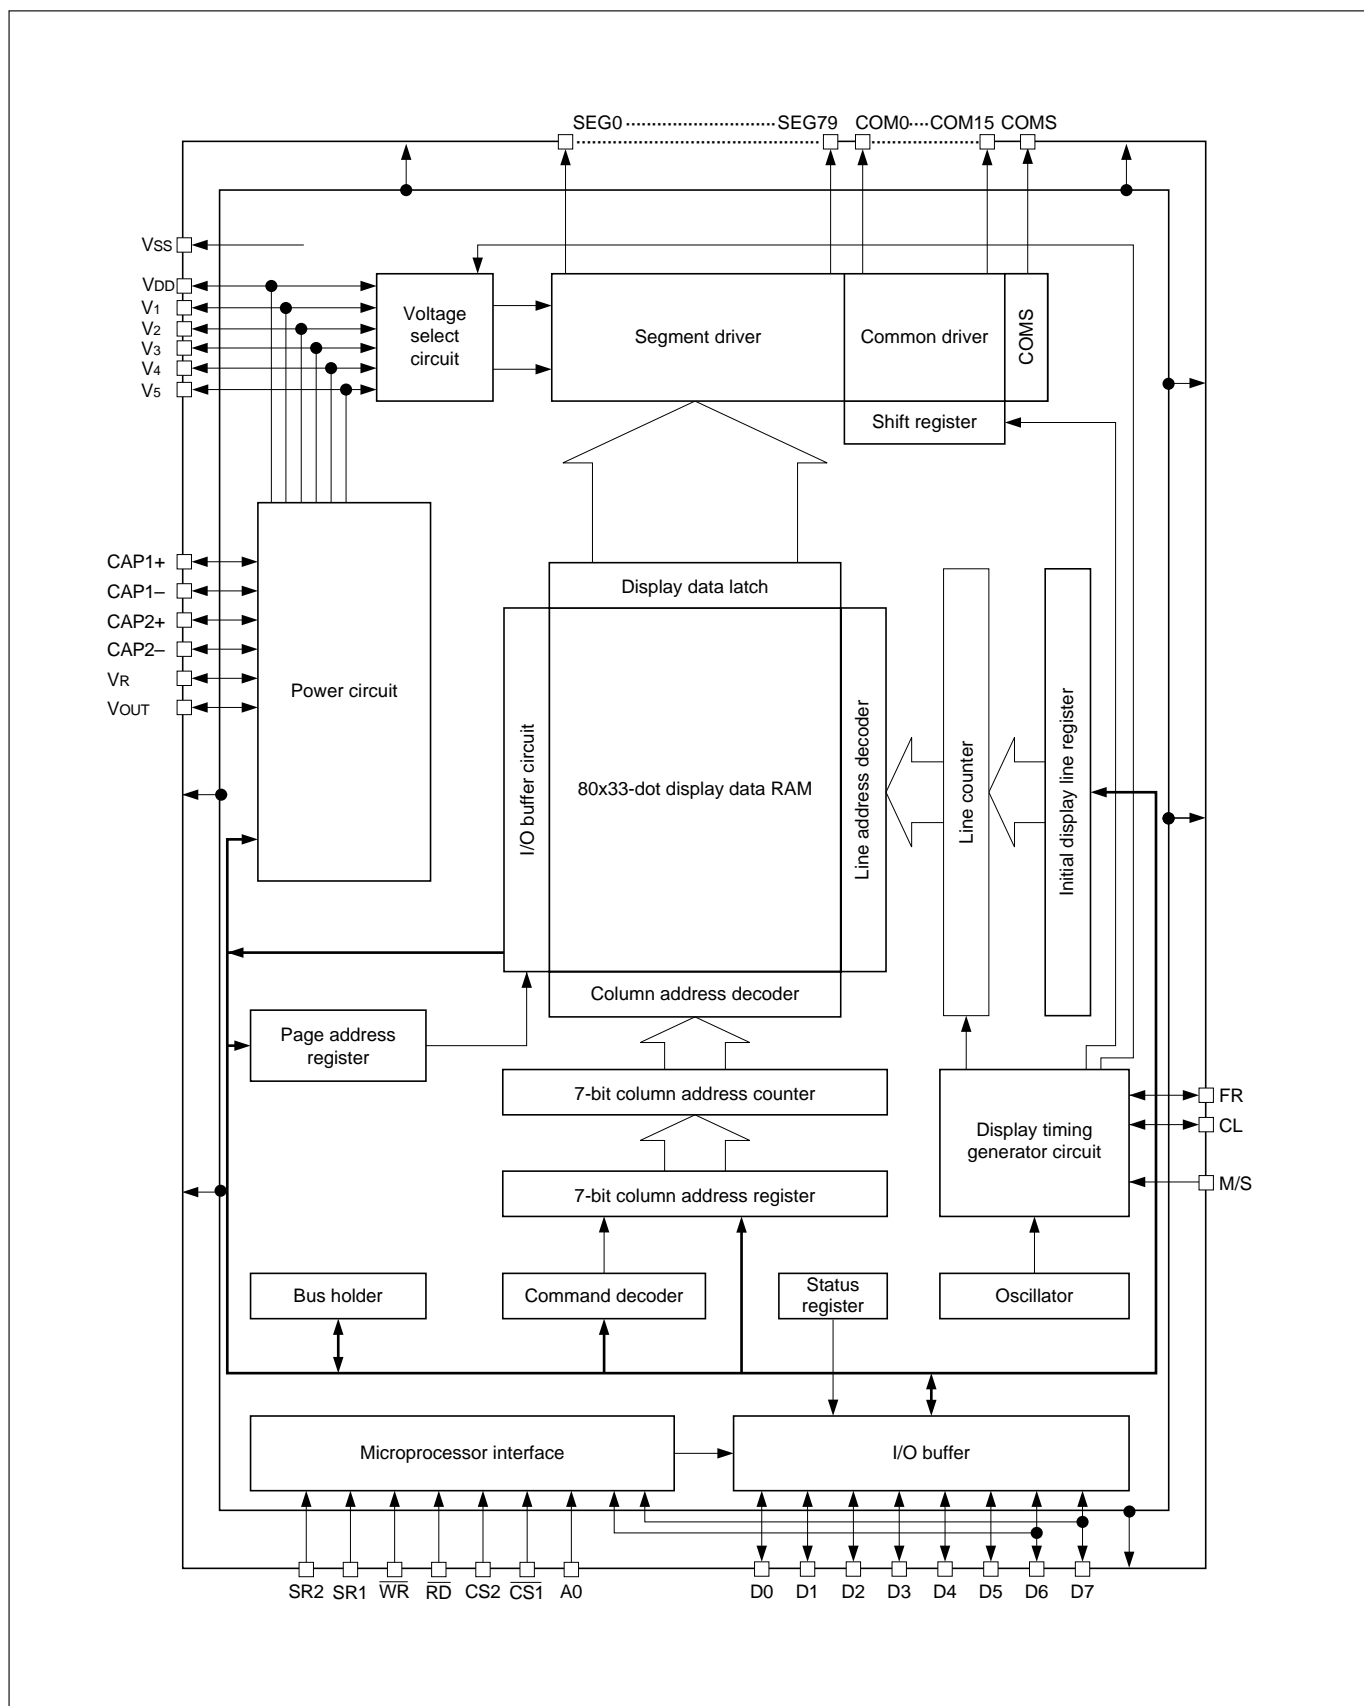 SEG0 SEG79 COM0 COM15 COMS
VSS
VDD
V1
V2
V3
V4
V5
Voltage
select
circuit
Segment driver
Common driver
COMS
Shift register
CAP1+
CAP1–
CAP2+
CAP2–
VR
VOUT
Power circuit
Display data latch
I/O buffer circuit
80x33-dot display data RAM
Line address decoder
Line counter
Initial display line register
Column address decoder
Page address
register
7-bit column address counter
Display timing
generator circuit
FR
CL
M/S
7-bit column address register
Bus holder
Command decoder
Status
register
Oscillator
Microprocessor interface
I/O buffer
SR2 SR1 W̅R̅ R̅D̅ CS2 C̅S̅1̅ A0 D0 D1 D2 D3 D4 D5 D6 D7